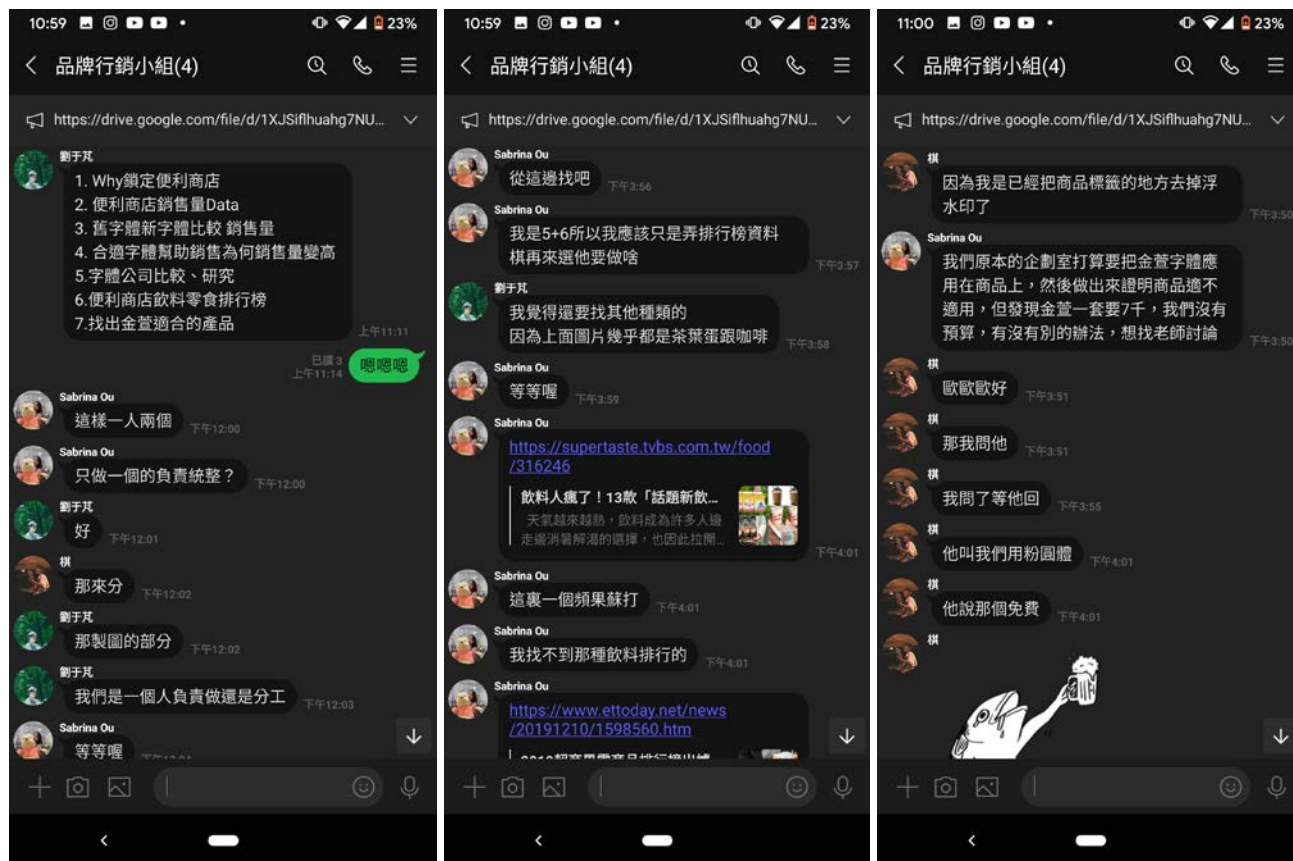 10:59
23%
品牌行銷小組(4)
https://drive.google.com/file/d/1XJSiflhuahg7NU...
劉于芃
1. Why鎖定便利商店
2. 便利商店銷售量Data
3. 舊字體新字體比較 銷售量
4. 合適字體幫助銷售為何銷售量變高
5.字體公司比較、研究
6.便利商店飲料零食排行榜
7.找出金萱適合的產品
上午11:11
已讀 3
上午11:14
嗯嗯嗯
Sabrina Ou
這樣一人兩個
下午12:00
Sabrina Ou
只做一個的負責統整？
下午12:00
劉于芃
好
下午12:01
棋
那來分
下午12:02
劉于芃
那製圖的部分
下午12:02
劉于芃
我們是一個人負責做還是分工
下午12:03
Sabrina Ou
等等喔
10:59
23%
品牌行銷小組(4)
https://drive.google.com/file/d/1XJSiflhuahg7NU...
Sabrina Ou
從這邊找吧
下午3:56
Sabrina Ou
我是5+6所以我應該只是弄排行榜資料
棋再來選他要做啥
下午3:57
劉于芃
我覺得還要找其他種類的
因為上面圖片幾乎都是茶葉蛋跟咖啡
下午3:58
Sabrina Ou
等等喔
下午3:59
Sabrina Ou
https://supertaste.tvbs.com.tw/food
/316246
飲料人瘋了！13款「話題新飲...
天氣越來越熱，飲料成為許多人邊
走邊消暑解渴的選擇，也因此拉開...
下午4:01
Sabrina Ou
這裏一個頻果蘇打
下午4:01
Sabrina Ou
我找不到那種飲料排行的
下午4:01
Sabrina Ou
https://www.ettoday.net/news
/20191210/1598560.htm
11:00
23%
品牌行銷小組(4)
https://drive.google.com/file/d/1XJSiflhuahg7NU...
棋
因為我是已經把商品標籤的地方去掉浮
水印了
下午3:50
Sabrina Ou
我們原本的企劃室打算要把金萱字體應
用在商品上，然後做出來證明商品適不
適用，但發現金萱一套要7千，我們沒有
預算，有沒有別的辦法，想找老師討論
下午3:50
棋
歐歐歐好
下午3:51
棋
那我問他
下午3:51
棋
我問了等他回
下午3:55
棋
他叫我們用粉圓體
下午4:01
棋
他說那個免費
下午4:01
棋